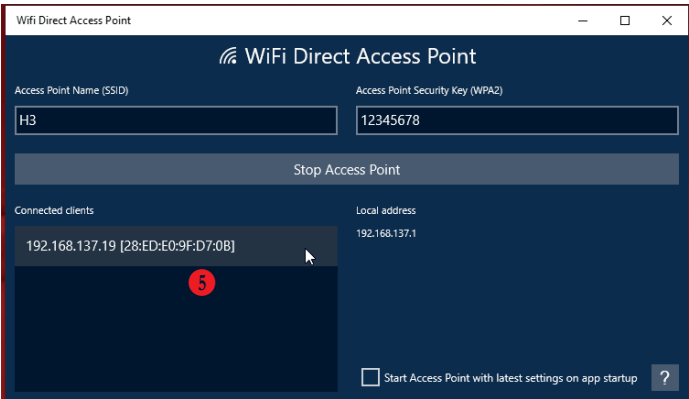 Wifi Direct Access Point
WiFi Direct Access Point
Access Point Name (SSID)
Access Point Security Key (WPA2)
H3
12345678
Stop Access Point
Connected clients
Local address
192.168.137.19 [28:ED:E0:9F:D7:0B]
192.168.137.1
5
Start Access Point with latest settings on app startup
?